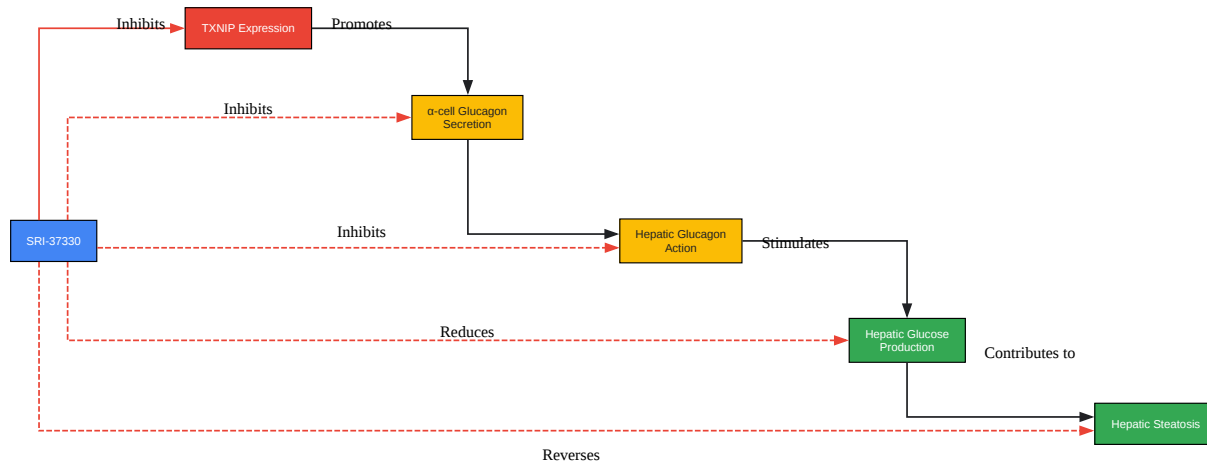 Inhibits
TXNIP Expression
Promotes
α-cell Glucagon
Secretion
Inhibits
SRI-37330
Inhibits
Hepatic Glucagon
Action
Stimulates
Reduces
Hepatic Glucose
Production
Contributes to
Hepatic Steatosis
Reverses